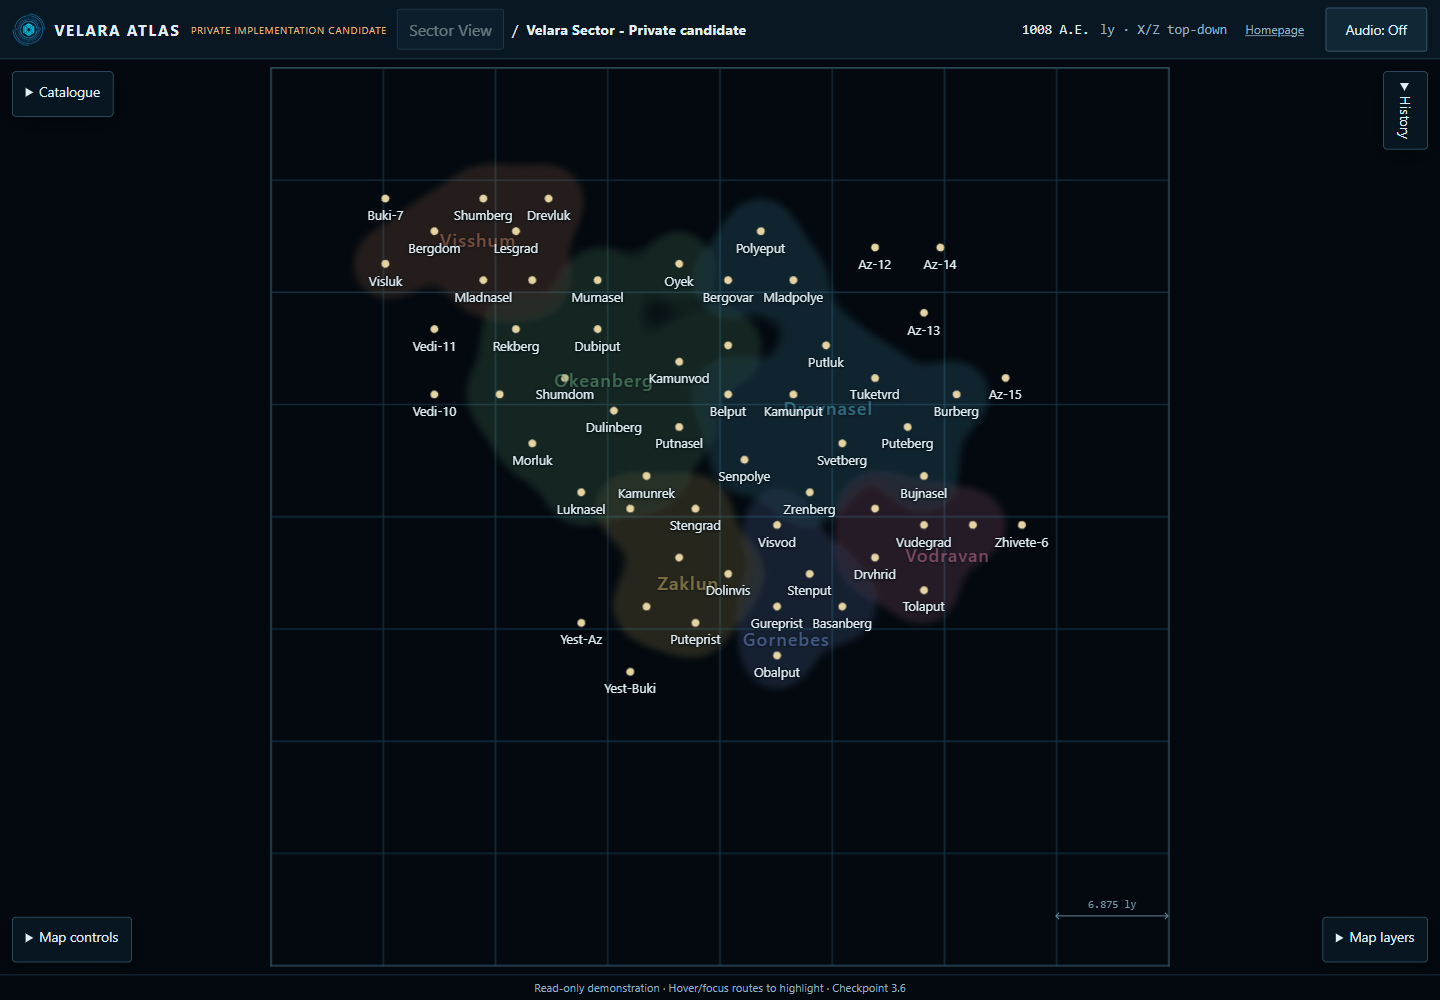 VELARA ATLAS PRIVATE IMPLEMENTATION CANDIDATE Sector View / Velara Sector - Private candidate 1008 A.E. ly · X/Z top-down Homepage Audio: Off
▶ Catalogue
▼ History
Buki-7 Shumberg Drevluk
Visshum
Bergdom Lesgrad Polyeput
Az-12 Az-14
Visluk Oyek
Mladnasel Murnasel Bergovar Mladpolye
Az-13
Vedi-11 Rekberg Dubiput
Putluk
Okeanberg Kamunvod
Shumdom Tuketvrd Az-15
Dravnasel
Vedi-10 Belput Kamunput Burberg
Dulinberg
Putnasel Puteberg
Morluk Svetberg
Senpolye
Kamunrek Bujnasel
Luknasel Zrenberg
Stengrad
Visvod Vudegrad Zhivete-6
Vodravan
Drvhrid
Zaklun
Dolinvis Stenput
Tolaput
Gureprist Basanberg
Yest-Az Puteprist Gornebes
Obalput
Yest-Buki
6.875 ly
▶ Map controls
▶ Map layers
Read-only demonstration · Hover/focus routes to highlight · Checkpoint 3.6